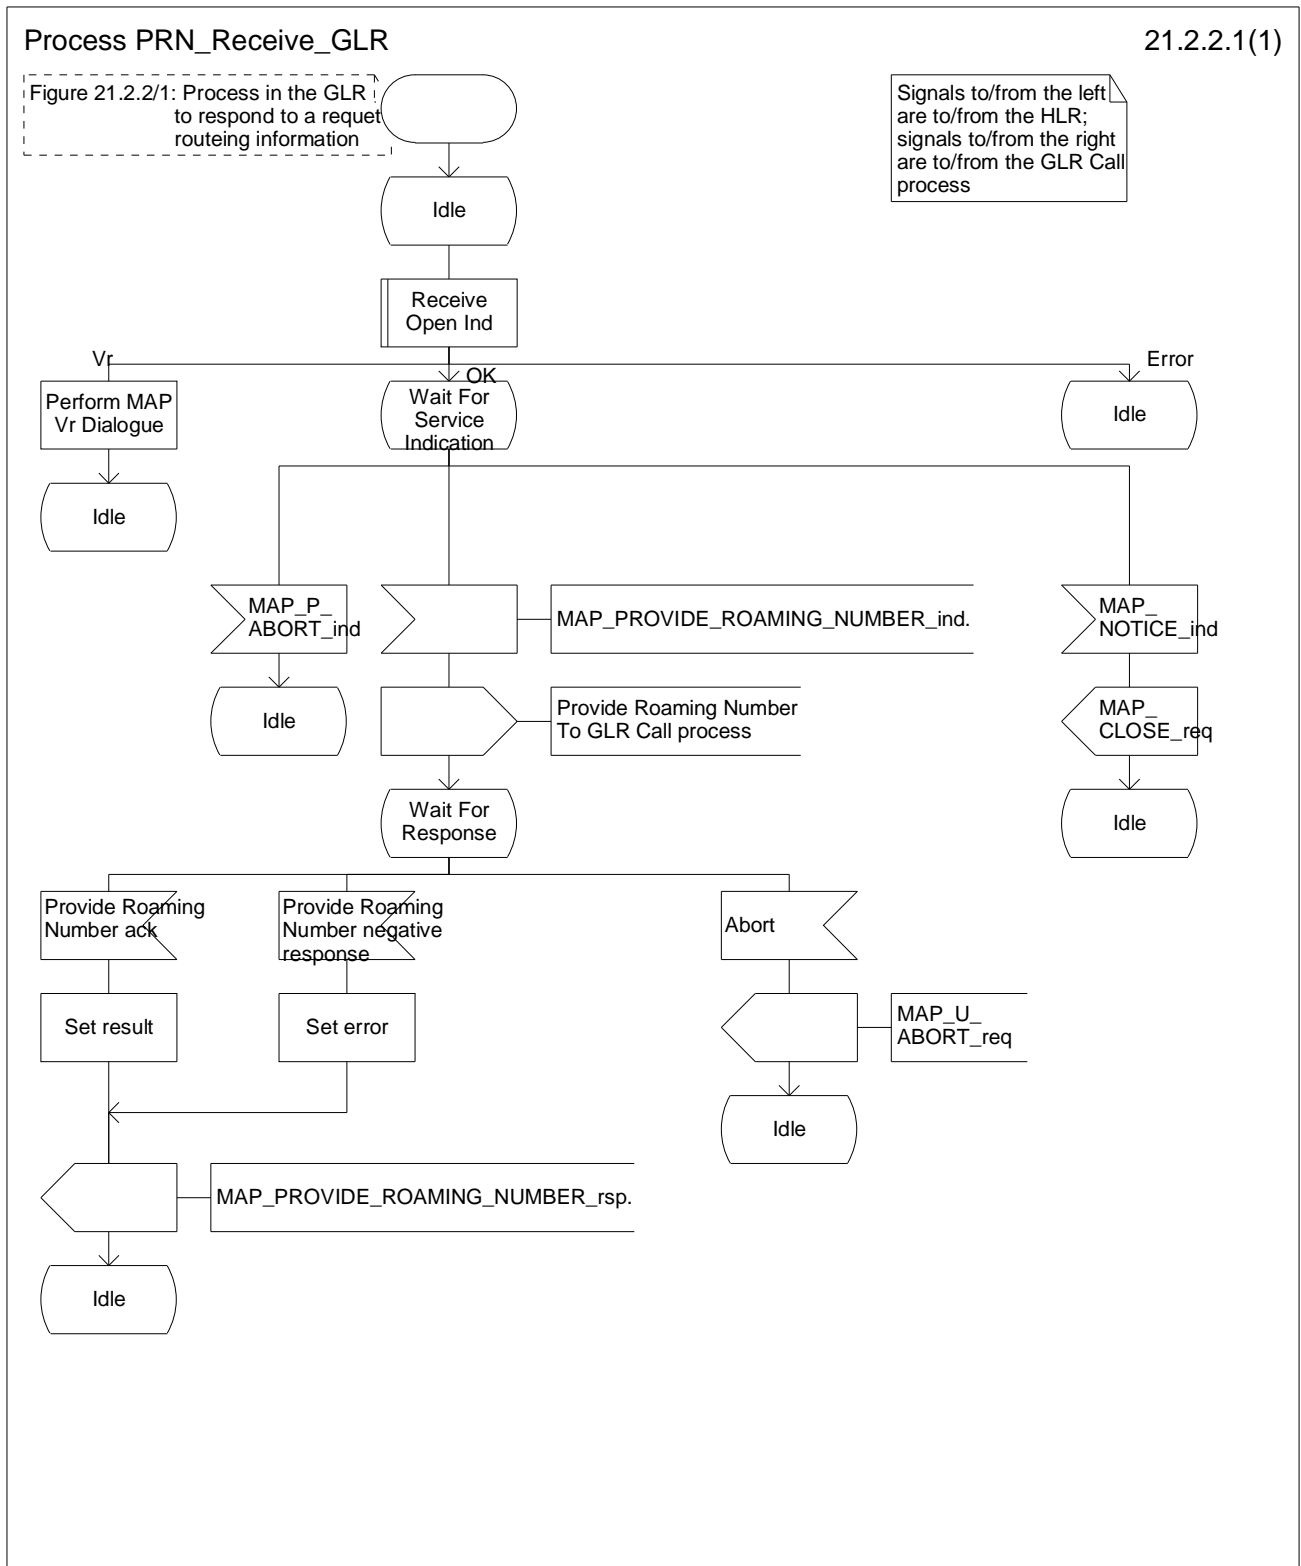 Process PRN_Receive_GLR
21.2.2.1(1)
Figure 21.2.2/1: Process in the GLR
to respond to a requet
routeing information
Signals to/from the left
are to/from the HLR;
signals to/from the right
are to/from the GLR Call
process
Idle
Receive
Open Ind
Vr
OK
Error
Perform MAP
Vr Dialogue
Wait For
Service
Indication
Idle
Idle
MAP_P_
ABORT_ind
MAP_PROVIDE_ROAMING_NUMBER_ind.
MAP_
NOTICE_ind
Idle
Provide Roaming Number
To GLR Call process
MAP_
CLOSE_req
Wait For
Response
Idle
Provide Roaming
Number ack
Provide Roaming
Number negative
response
Abort
Set result
Set error
MAP_U_
ABORT_req
Idle
MAP_PROVIDE_ROAMING_NUMBER_rsp.
Idle